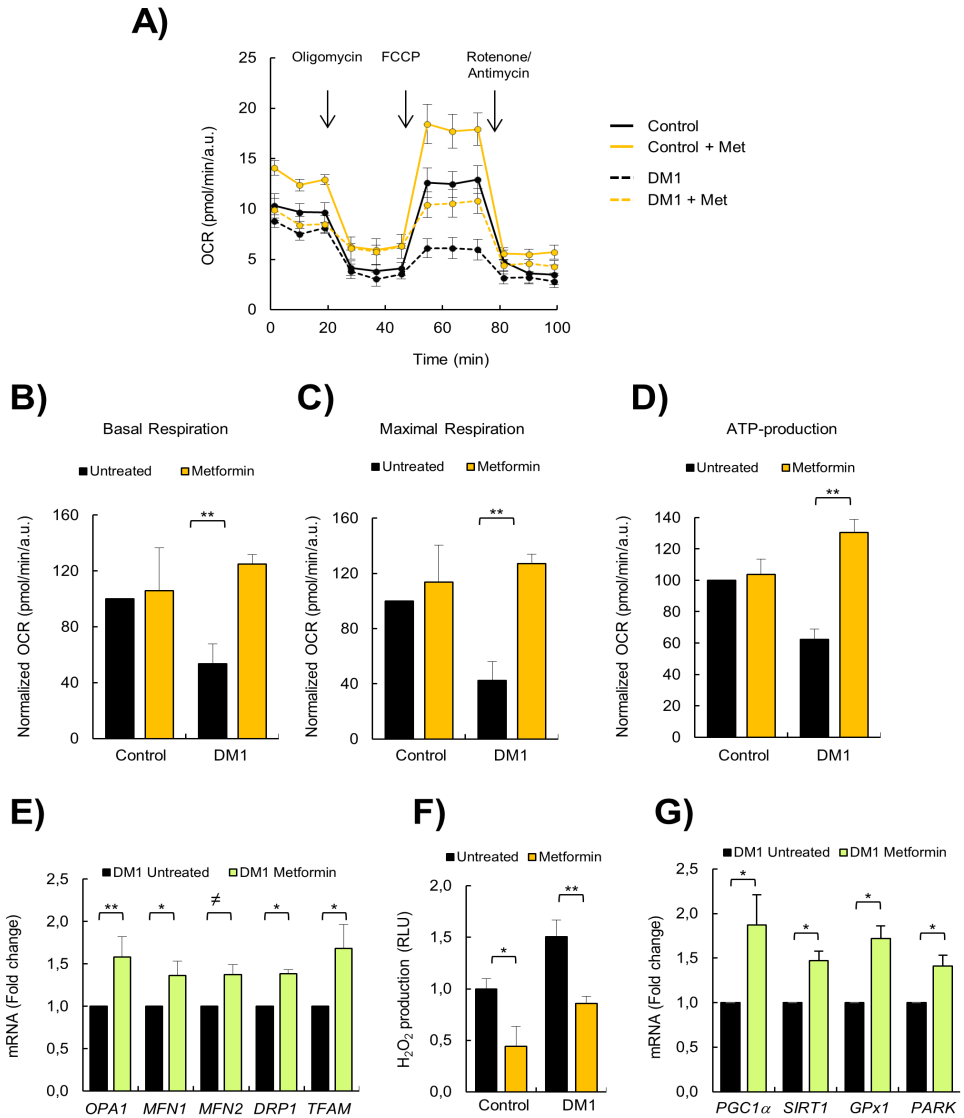 A)
25
20
15
10
5
0
OCR (pmol/min/a.u.)
Oligomycin
FCCP
Rotenone/
Antimycin
0
20
40
60
80
100
Time (min)
Control
Control + Met
DM1
DM1 + Met
B)
Basal Respiration
Untreated
Metformin
160
120
80
40
0
Normalized OCR (pmol/min/a.u.)
**
Control
DM1
C)
Maximal Respiration
Untreated
Metformin
160
120
80
40
0
Normalized OCR (pmol/min/a.u.)
**
Control
DM1
D)
ATP-production
Untreated
Metformin
140
120
100
80
60
40
20
0
Normalized OCR (pmol/min/a.u.)
**
Control
DM1
E)
DM1 Untreated
DM1 Metformin
2,5
2,0
1,5
1,0
0,5
0,0
mRNA (Fold change)
**
*
≠
*
*
OPA1
MFN1
MFN2
DRP1
TFAM
F)
Untreated
Metformin
2,0
1,5
1,0
0,5
0,0
H₂O₂ production (RLU)
*
**
Control
DM1
G)
DM1 Untreated
DM1 Metformin
2,5
2,0
1,5
1,0
0,5
0,0
mRNA (Fold change)
*
*
*
*
PGC1α
SIRT1
GPx1
PARK